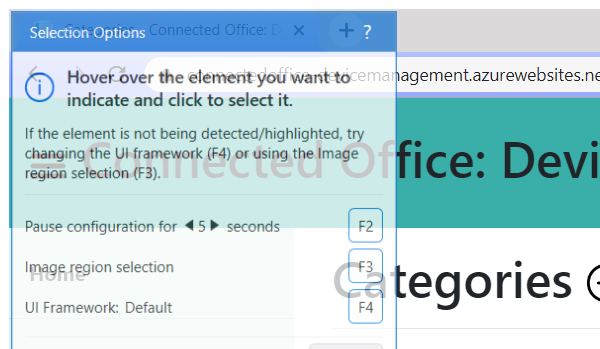 Selection Options
?
Categories - Connected Office: D
connectedoffice-devicemanagement.azurewebsites.ne
Hover over the element you want to
indicate and click to select it.
If the element is not being detected/highlighted, try
changing the UI framework (F4) or using the Image
region selection (F3).
Connected Office: Devi
Pause configuration for 5 seconds
F2
Image region selection
F3
Home
Categories
UI Framework: Default
F4